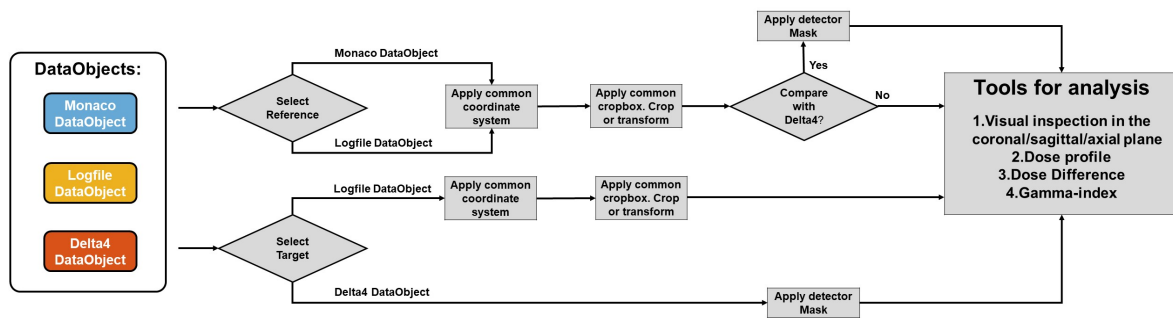 DataObjects:
Monaco
DataObject
Logfile
DataObject
Delta4
DataObject
Select
Reference
Monaco DataObject
Logfile DataObject
Apply common
coordinate
system
Apply common
cropbox. Crop
or transform
Compare
with
Delta4?
Yes
No
Apply detector
Mask
Select
Target
Logfile DataObject
Apply common
coordinate
system
Apply common
cropbox. Crop
or transform
Delta4 DataObject
Apply detector
Mask
Tools for analysis
1.Visual inspection in the
coronal/sagittal/axial plane
2.Dose profile
3.Dose Difference
4.Gamma-index